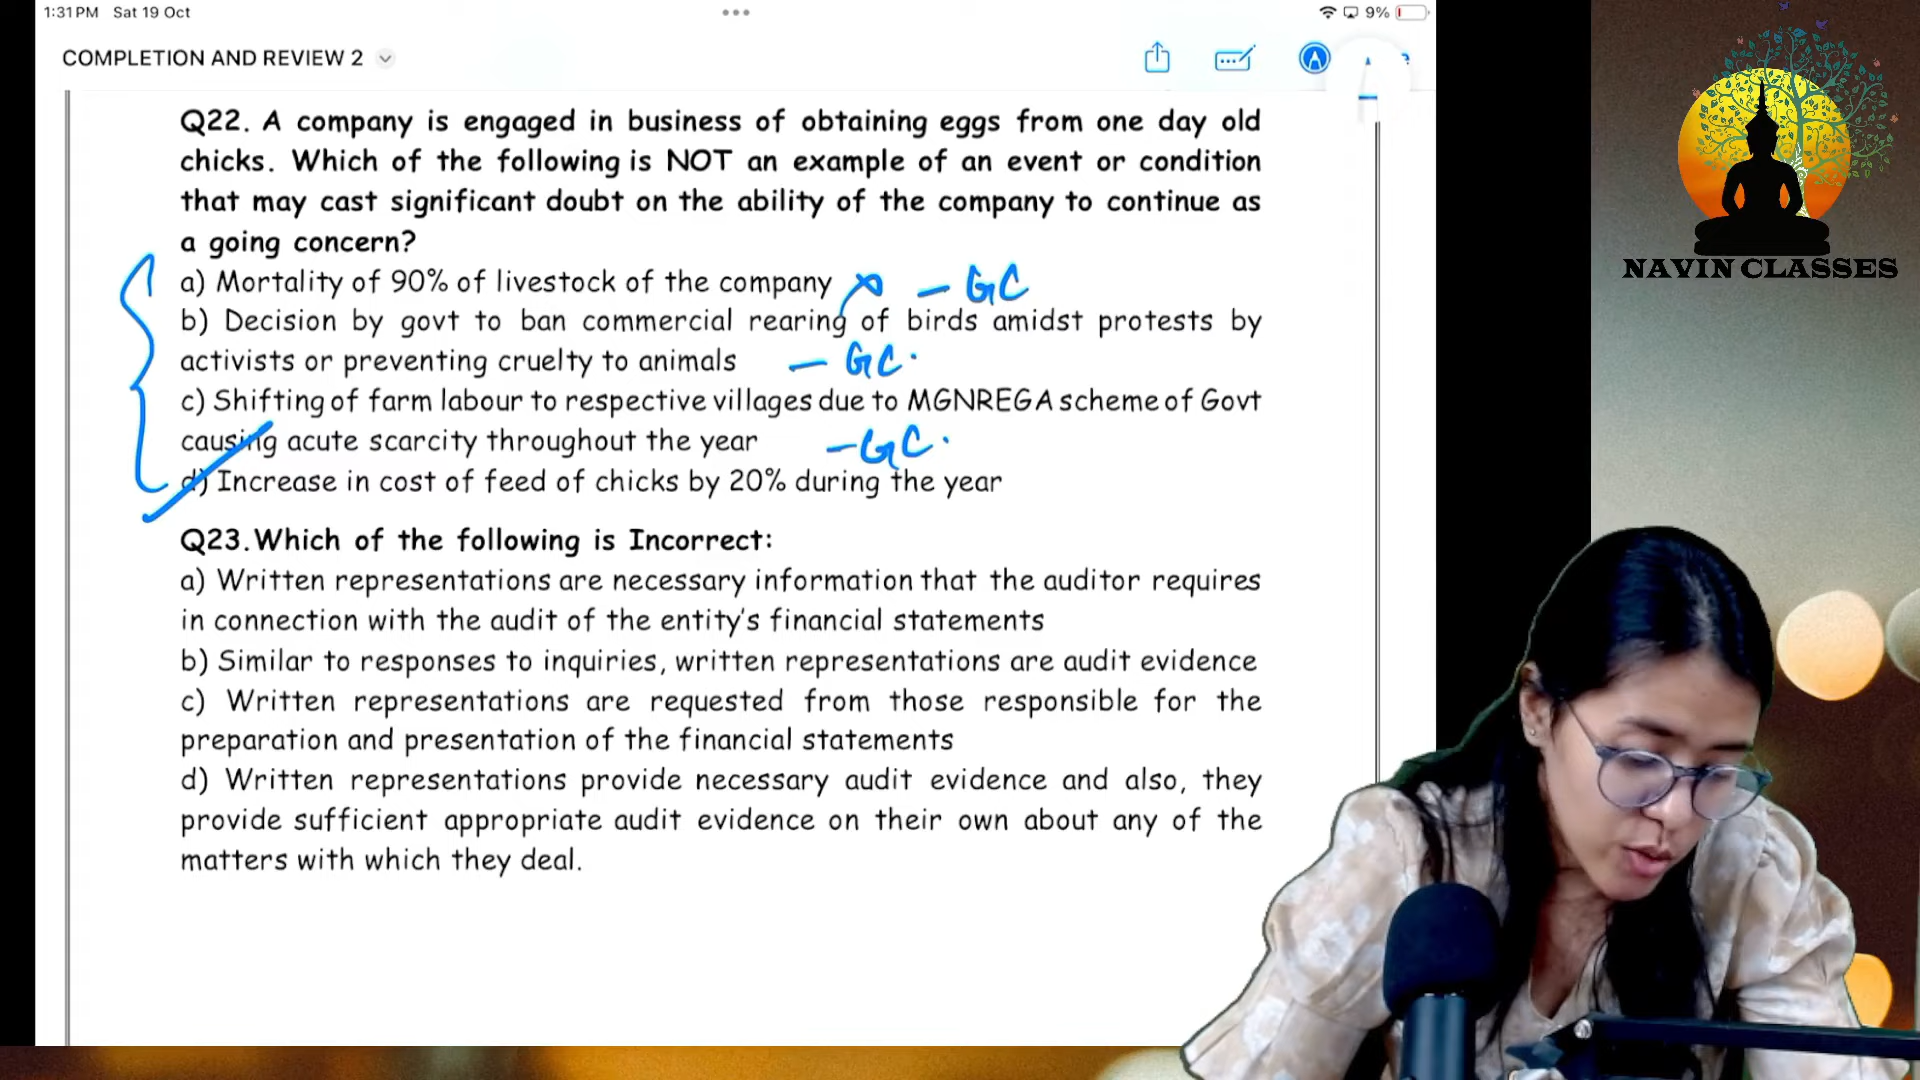 1:31 PM Sat 19 Oct
9%
COMPLETION AND REVIEW 2
Q22. A company is engaged in business of obtaining eggs from one day old
chicks. Which of the following is NOT an example of an event or condition
that may cast significant doubt on the ability of the company to continue as
a going concern?
a) Mortality of 90% of livestock of the company — GC
b) Decision by govt to ban commercial rearing of birds amidst protests by
activists or preventing cruelty to animals — GC.
c) Shifting of farm labour to respective villages due to MGNREGA scheme of Govt
causing acute scarcity throughout the year — GC.
d) Increase in cost of feed of chicks by 20% during the year
Q23.Which of the following is Incorrect:
a) Written representations are necessary information that the auditor requires
in connection with the audit of the entity's financial statements
b) Similar to responses to inquiries, written representations are audit evidence
c) Written representations are requested from those responsible for the
preparation and presentation of the financial statements
d) Written representations provide necessary audit evidence and also, they
provide sufficient appropriate audit evidence on their own about any of the
matters with which they deal.
NAVIN CLASSES